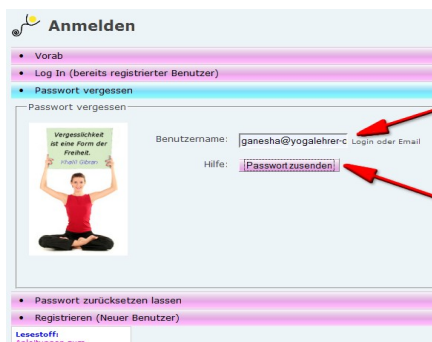 Anmelden
• Vorab
• Log In (bereits registrierter Benutzer)
• Passwort vergessen
Passwort vergessen
Vergesslichkeit
ist eine Form der
Freiheit.
Khalil Gibran
Benutzername:
ganesha@yogalehrer-c
Login oder Email
Hilfe:
Passwort zusenden
• Passwort zurücksetzen lassen
• Registrieren (Neuer Benutzer)
Lesestoff: